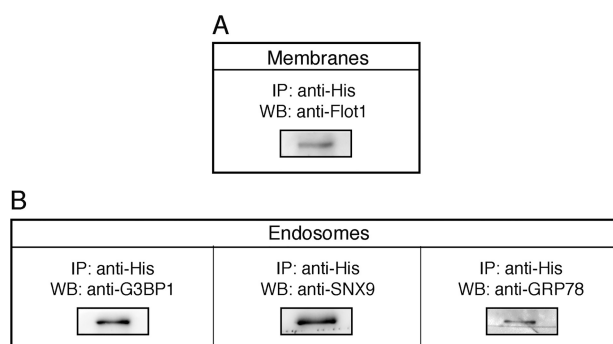 A
Membranes
IP: anti-His
WB: anti-Flot1
B
Endosomes
IP: anti-His
WB: anti-G3BP1
IP: anti-His
WB: anti-SNX9
IP: anti-His
WB: anti-GRP78